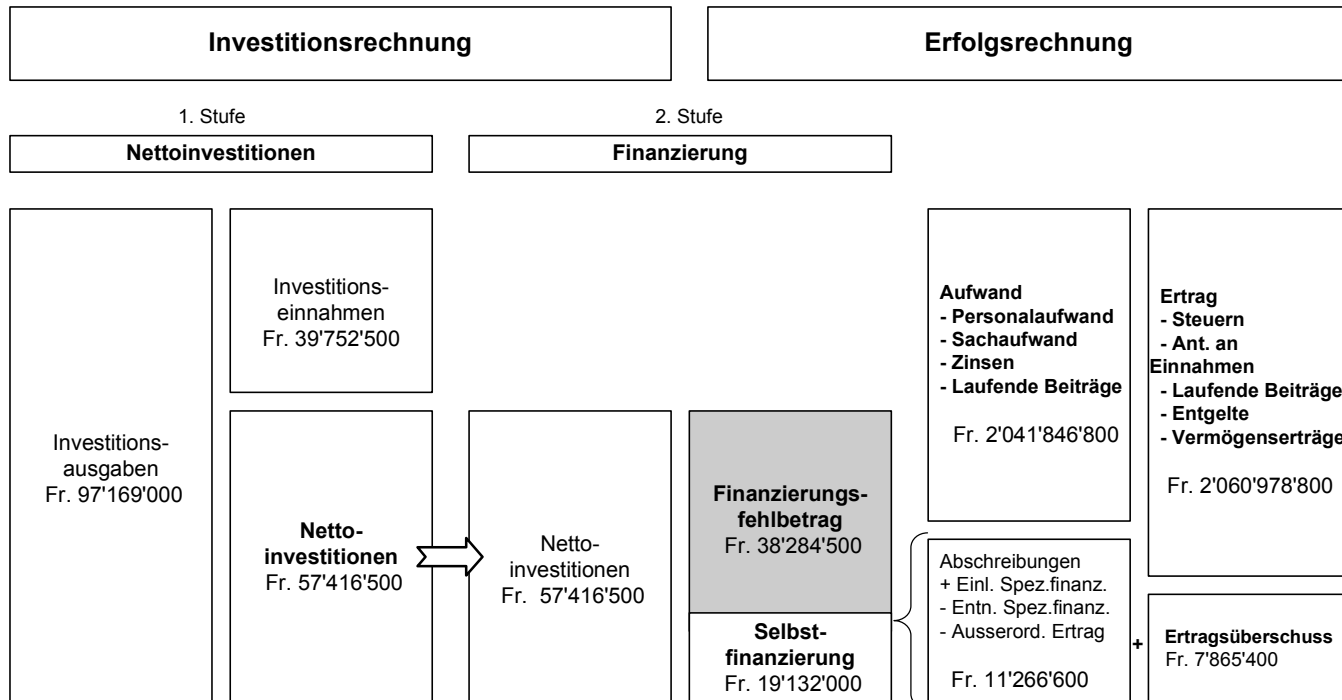 Investitionsrechnung
Erfolgsrechnung
1. Stufe
2. Stufe
Nettoinvestitionen
Finanzierung
Investitions-
ausgaben
Fr. 97'169'000
Investitions-
einnahmen
Fr. 39'752'500
Netto-
investitionen
Fr. 57'416'500
Netto-
investitionen
Fr. 57'416'500
Finanzierungs-
fehlbetrag
Fr. 38'284'500
Selbst-
finanzierung
Fr. 19'132'000
Aufwand
- Personalaufwand
- Sachaufwand
- Zinsen
- Laufende Beiträge
Fr. 2'041'846'800
Abschreibungen
+ Einl. Spez.finanz.
- Entn. Spez.finanz.
- Ausserord. Ertrag
Fr. 11'266'600
+
Ertrag
- Steuern
- Ant. an
Einnahmen
- Laufende Beiträge
- Entgelte
- Vermögenserträge
Fr. 2'060'978'800
Ertragsüberschuss
Fr. 7'865'400